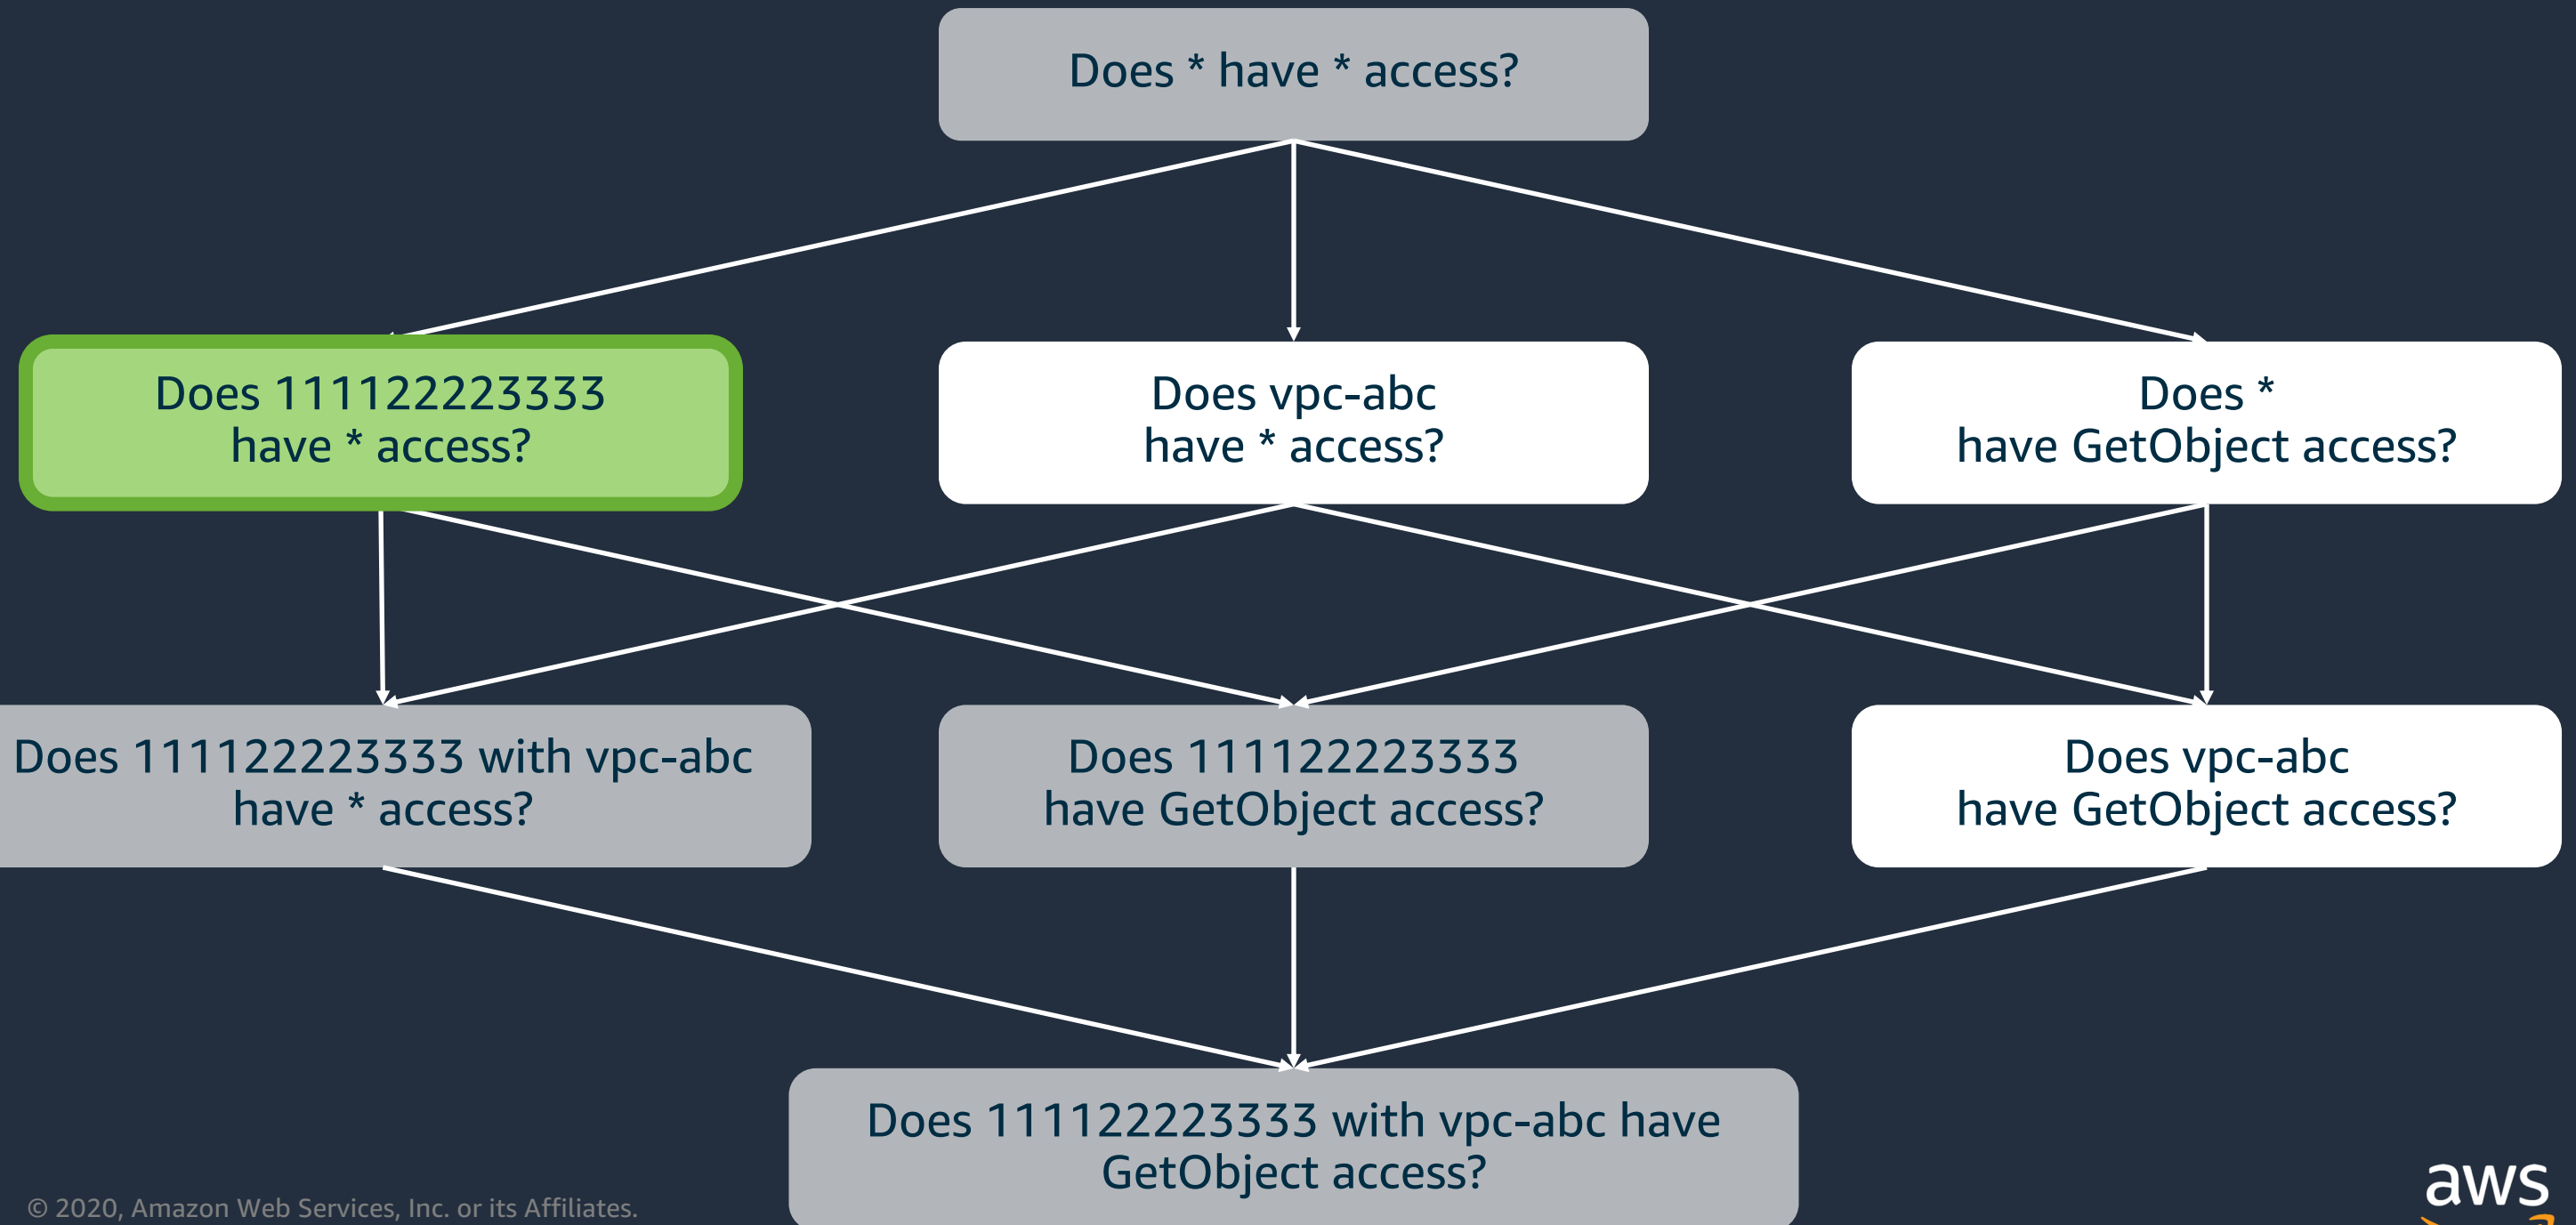 Does * have * access?
Does 111122223333
have * access?
Does vpc-abc
have * access?
Does *
have GetObject access?
Does 111122223333 with vpc-abc
have * access?
Does 111122223333
have GetObject access?
Does vpc-abc
have GetObject access?
Does 111122223333 with vpc-abc have
GetObject access?
© 2020, Amazon Web Services, Inc. or its Affiliates.
aws